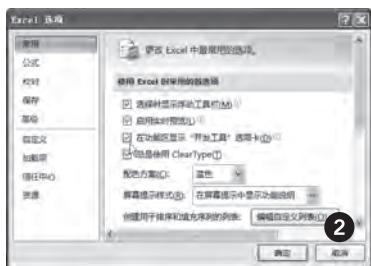 Excel 选项
常用
更改 Excel 中最常用的选项。
公式
校对
使用 Excel 时采用的首选项
保存
选择时显示浮动工具栏(M)
高级
启用实时预览(L)
在功能区显示“开发工具”选项卡(D)
自定义
总是使用 ClearType(T)
加载项
配色方案(C): 蓝色
信任中心
屏幕提示样式(R): 在屏幕提示中显示功能说明
资源
创建用于排序和填充序列的列表: 编辑自定义列表(O)...
2
确定 取消